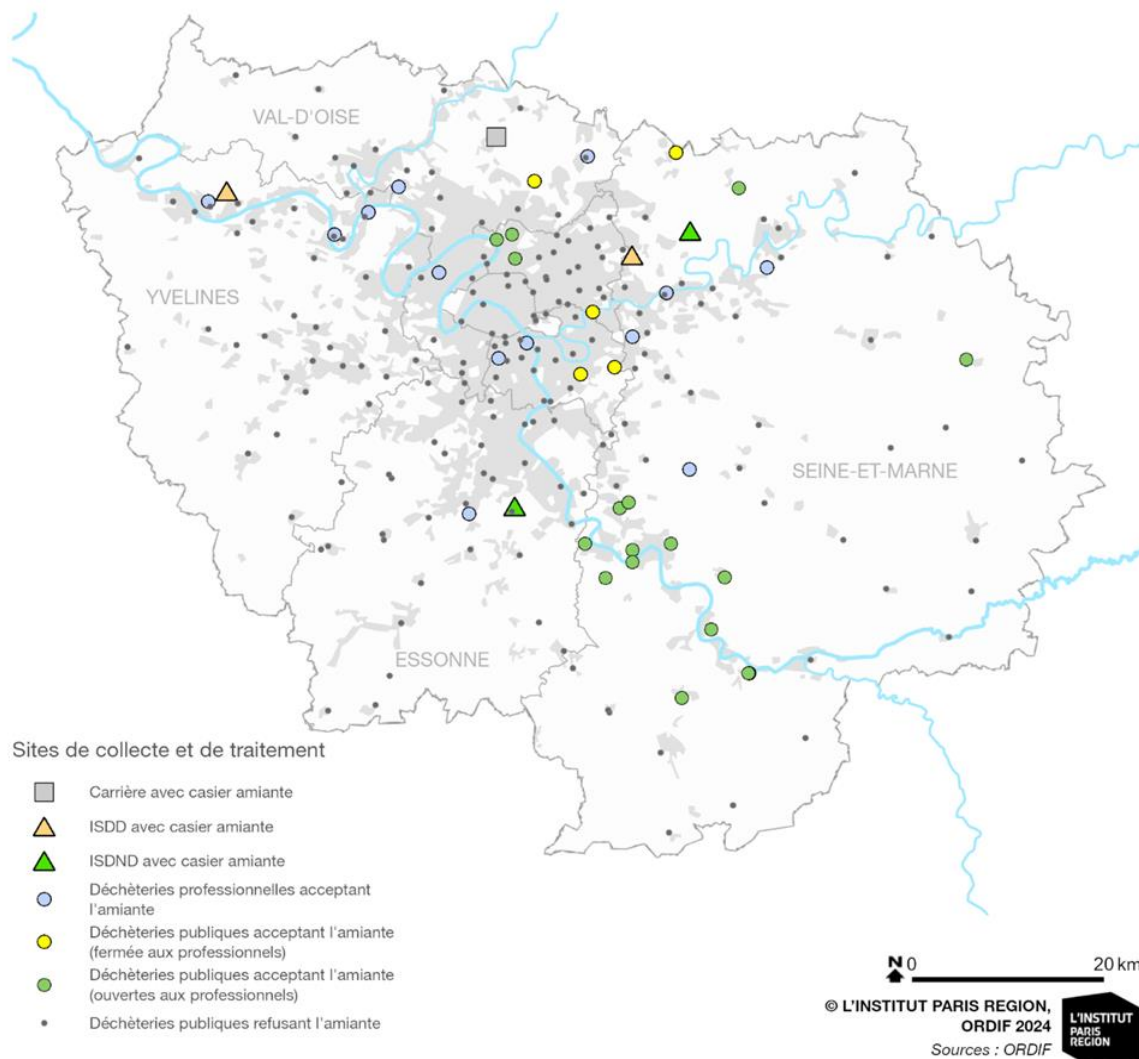 VAL-D'OISE
YVELINES
SEINE-ET-MARNE
ESSONNE
Sites de collecte et de traitement
Carrière avec casier amiante
ISDD avec casier amiante
ISDND avec casier amiante
Déchèteries professionnelles acceptant
l'amiante
Déchèteries publiques acceptant l'amiante
(fermée aux professionnels)
Déchèteries publiques acceptant l'amiante
(ouvertes aux professionnels)
Déchèteries publiques refusant l'amiante
N 0 20 km
© L'INSTITUT PARIS REGION,
ORDIF 2024
Sources : ORDIF
L'INSTITUT
PARIS
REGION